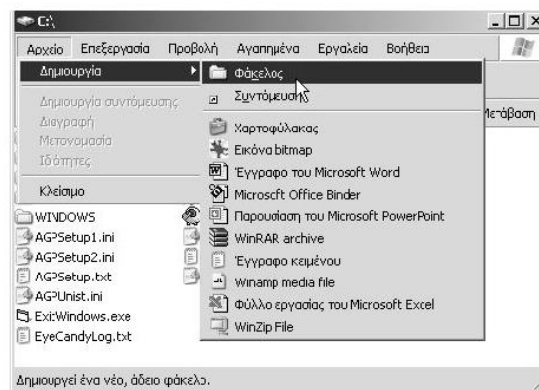 C:\
Αρχείο Επεξεργασία Προβολή Αγαπημένα Εργαλεία Βοήθεια
Δημιουργία
Δημιουργία συντόμευσης
Διαγραφή
Μετονομασία
Ιδιότητες
Κλείσιμο
Φάκελος
Συντόμευση
Χαρτοφύλακας
Εικόνα bitmap
Έγγραφο του Microsoft Word
Microsoft Office Binder
Παρουσίαση του Microsoft PowerPoint
WinRAR archive
Έγγραφο κειμένου
Winamp media file
Φύλλο εργασίας του Microsoft Excel
WinZip File
Μετάβαση
WINDOWS
AGPSetup1.ini
AGPSetup2.ini
AGPSetup.txt
AGPUnist.ini
ExitWindows.exe
EyeCandyLog.txt
Δημιουργεί ένα νέο, άδειο φάκελο.